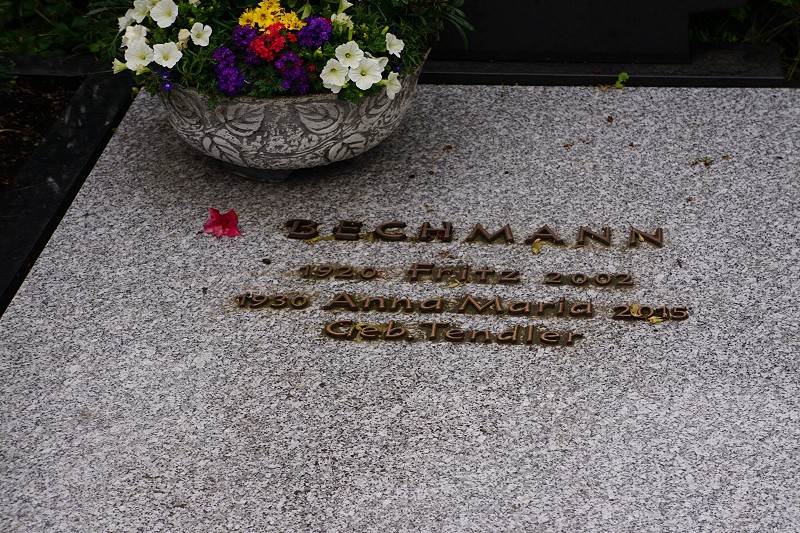 BECHMANN
1920 Fritz 2002
1930 Anna-Maria 2015
Geb. Tendler